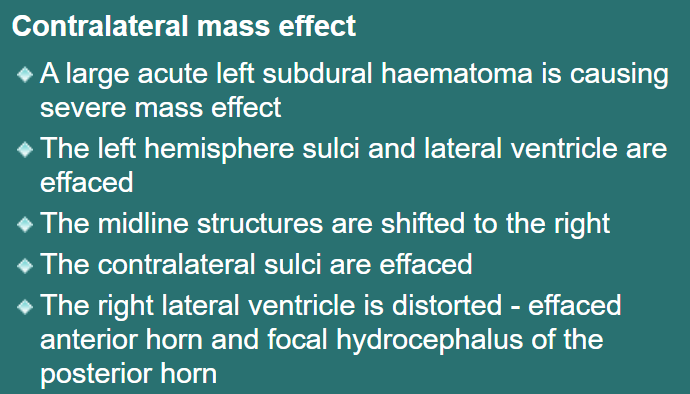 Contralateral mass effect
A large acute left subdural haematoma is causing
severe mass effect
The left hemisphere sulci and lateral ventricle are
effaced
The midline structures are shifted to the right
The contralateral sulci are effaced
The right lateral ventricle is distorted - effaced
anterior horn and focal hydrocephalus of the
posterior horn